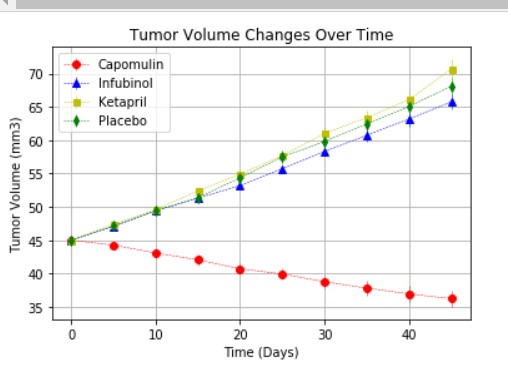 Tumor Volume Changes Over Time
Capomulin
Infubinol
Ketapril
Placebo
Tumor Volume (mm3)
70
65
60
55
50
45
40
35
0
10
20
30
40
Time (Days)